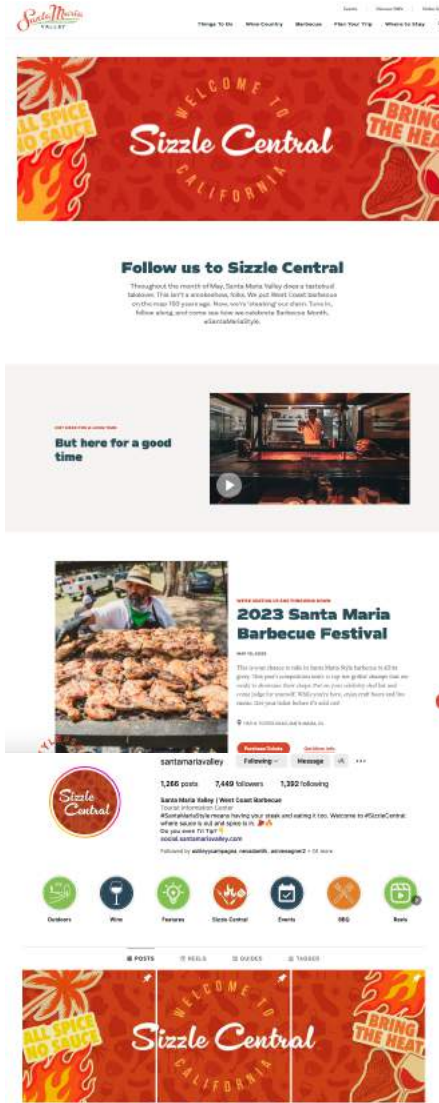 Santa Maria
VALLEY
Events
Things To Do Wine Country Barbecue Plan Your Trip Where to Stay
ALL SPICE
NO SAUCE
WELCOME TO
Sizzle Central
CALIFORNIA
BRING
THE HEAT
Follow us to Sizzle Central
Throughout the month of May, Santa Maria Valley does a tasteful
takeover. This isn't a smokeshow, folks. We put West Coast barbecue
on the map 150 years ago. Now, we're 'steaking' our claim. Tune in,
follow along, and come see how we celebrate Barbecue Month,
#SantaMariaStyle.
But here for a good
time
2023 Santa Maria
Barbecue Festival
MAY 13, 2023
Purchase Tickets Get More Info
santamariavalley Following Message
1,266 posts 7,449 followers 1,392 following
Sizzle
Central
Santa Maria Valley | West Coast Barbecue
Tourist Information Center
#SantaMariaStyle means having your steak and eating it too. Welcome to #SizzleCentral
where sauce is out and spice is in.
Do you even Tri Tip?
social.santamariavalley.com
Outdoors Wine Features Sizzle Central Events BBQ Reels
POSTS REELS GUIDES TAGGED
ALL SPICE
NO SAUCE
WELCOME TO
Sizzle Central
CALIFORNIA
BRING
THE HEAT